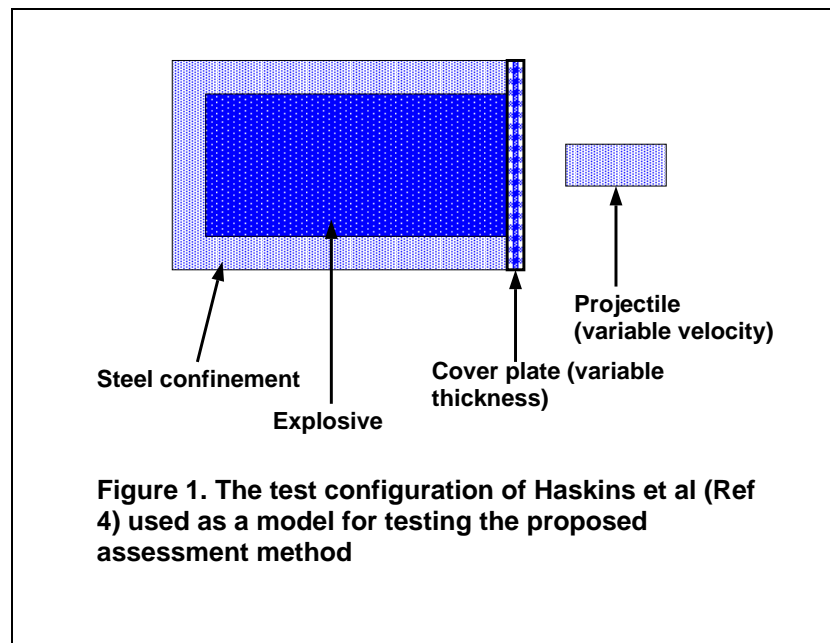 Projectile
(variable velocity)
Steel confinement
Cover plate (variable
thickness)
Explosive
Figure 1. The test configuration of Haskins et al (Ref
4) used as a model for testing the proposed
assessment method